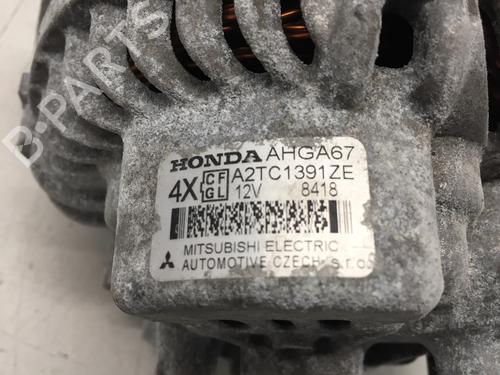 HONDA AHGA67
4X CF GL A2TC1391ZE
12V 8418
MITSUBISHI ELECTRIC
AUTOMOTIVE CZECH s.r.o
B-PARTS